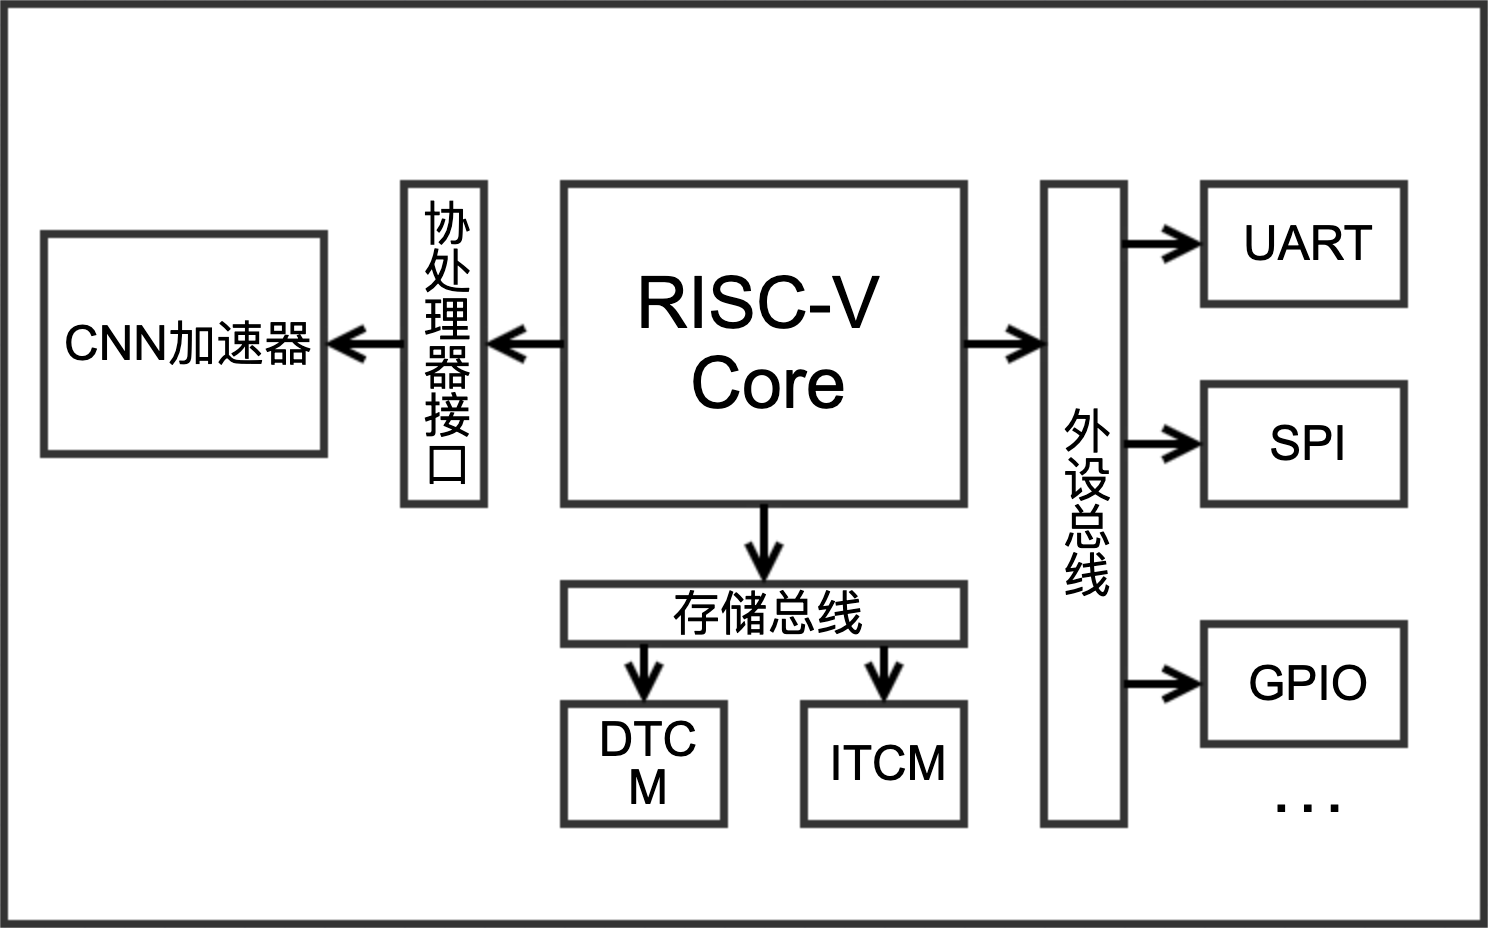 CNN加速器
协处理器接口
RISC-V
Core
存储总线
DTC
M
ITCM
外设总线
UART
SPI
GPIO
...